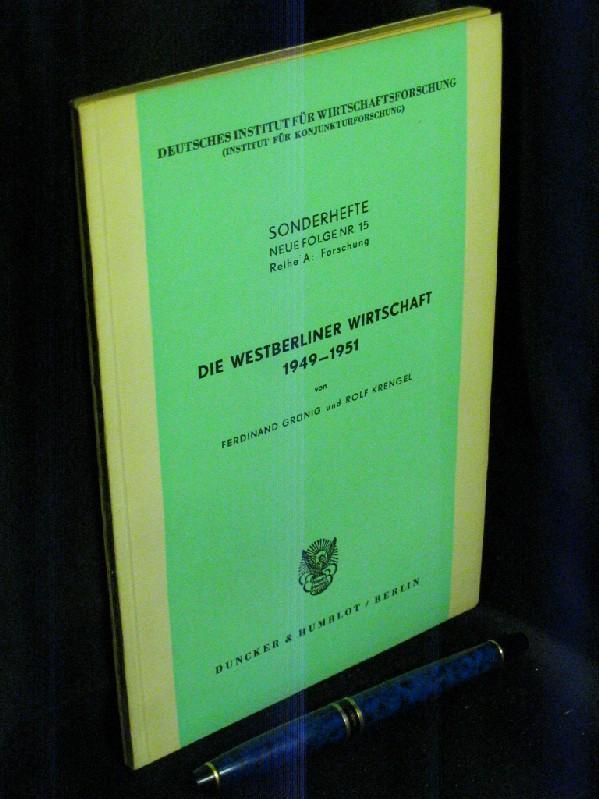 DEUTSCHES INSTITUT FÜR WIRTSCHAFTSFORSCHUNG
(INSTITUT FÜR KONJUNKTURFORSCHUNG)
SONDERHEFTE
NEUE FOLGE NR. 15
Reihe A: Forschung
DIE WESTBERLINER WIRTSCHAFT
1949–1951
von
FERDINAND GRÜNIG und ROLF KRENGEL
DUNCKER & HUMBLOT / BERLIN